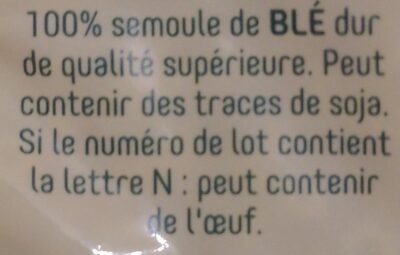 100% semoule de BLÉ dur
de qualité supérieure. Peut
contenir des traces de soja.
Si le numéro de lot contient
la lettre N : peut contenir
de l'œuf.